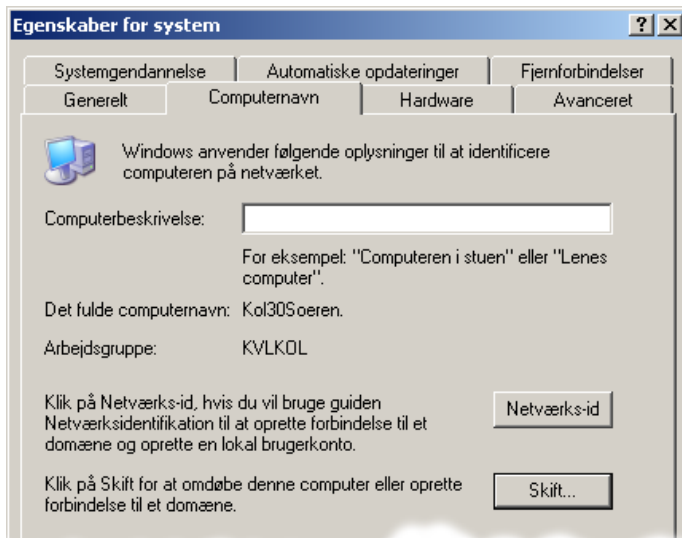 Egenskaber for system
Systemgendannelse
Automatiske opdateringer
Fjernforbindelser
Generelt
Computernavn
Hardware
Avanceret
Windows anvender følgende oplysninger til at identificere
computeren på netværket.
Computerbeskrivelse:
For eksempel: "Computeren i stuen" eller "Lenes
computer".
Det fulde computernavn: Kol30Soeren.
Arbejdsgruppe: KVLKOL
Klik på Netværks-id, hvis du vil bruge guiden
Netværksidentifikation til at oprette forbindelse til et
domæne og oprette en lokal brugerkonto.
Netværks-id
Klik på Skift for at omdøbe denne computer eller oprette
forbindelse til et domæne.
Skift...